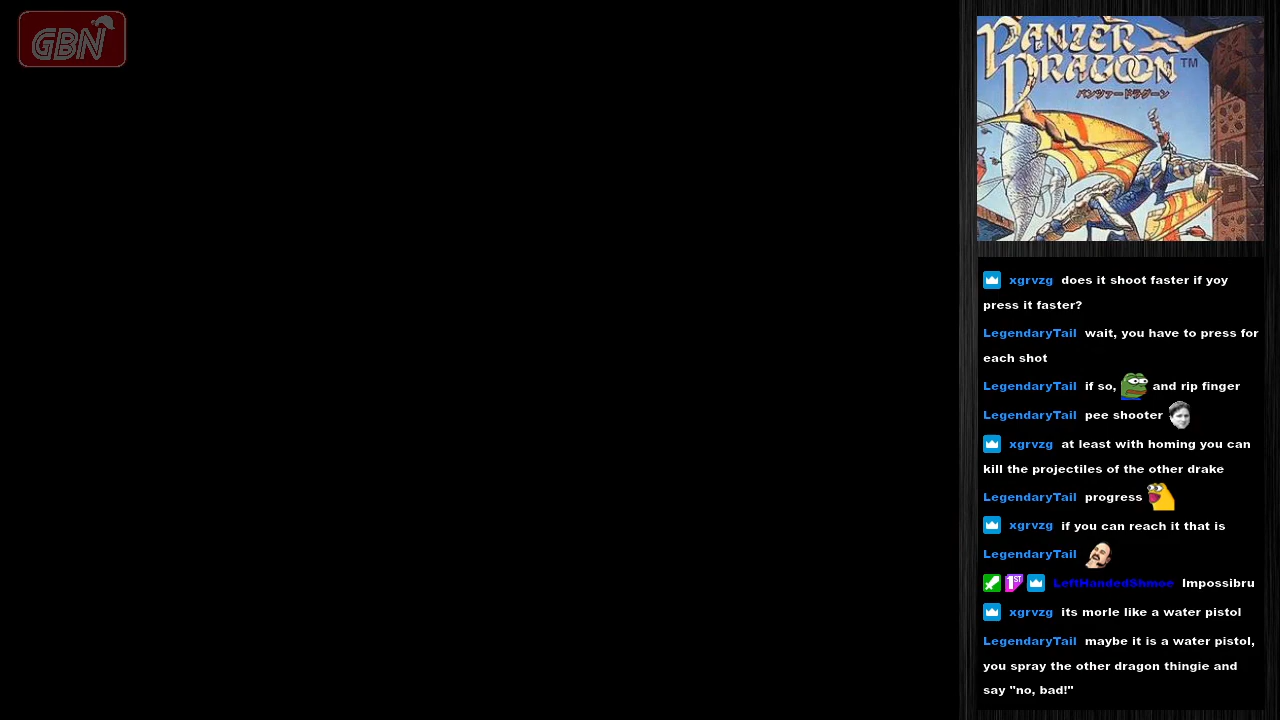 GBN
PANZER
DRAGOON™
パンツァードラグーン
xgrvzg does it shoot faster if yoy
press it faster?
LegendaryTail wait, you have to press for
each shot
LegendaryTail if so, and rip finger
LegendaryTail pee shooter
xgrvzg at least with homing you can
kill the projectiles of the other drake
LegendaryTail progress
xgrvzg if you can reach it that is
LegendaryTail
1ST LeftHandedShmoe Impossibru
xgrvzg its morle like a water pistol
LegendaryTail maybe it is a water pistol,
you spray the other dragon thingie and
say "no, bad!"